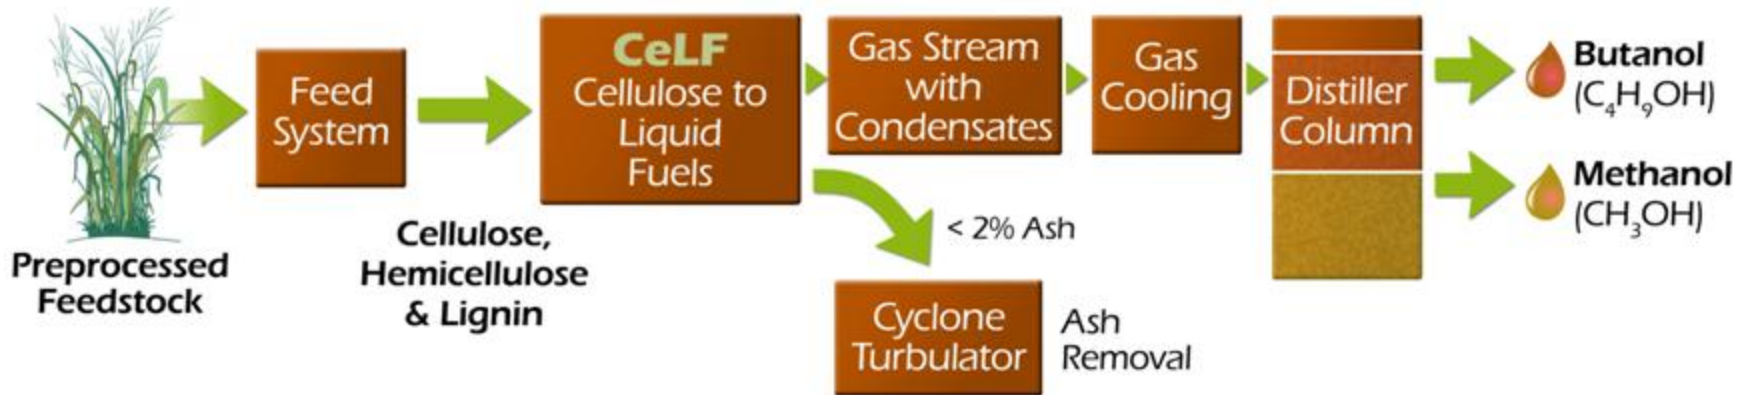 Preprocessed
Feedstock
Feed
System
Cellulose,
Hemicellulose
& Lignin
CeLF
Cellulose to
Liquid
Fuels
Gas Stream
with
Condensates
< 2% Ash
Cyclone
Turbulator
Ash
Removal
Gas
Cooling
Distiller
Column
Butanol
(C₄H₉OH)
Methanol
(CH₃OH)